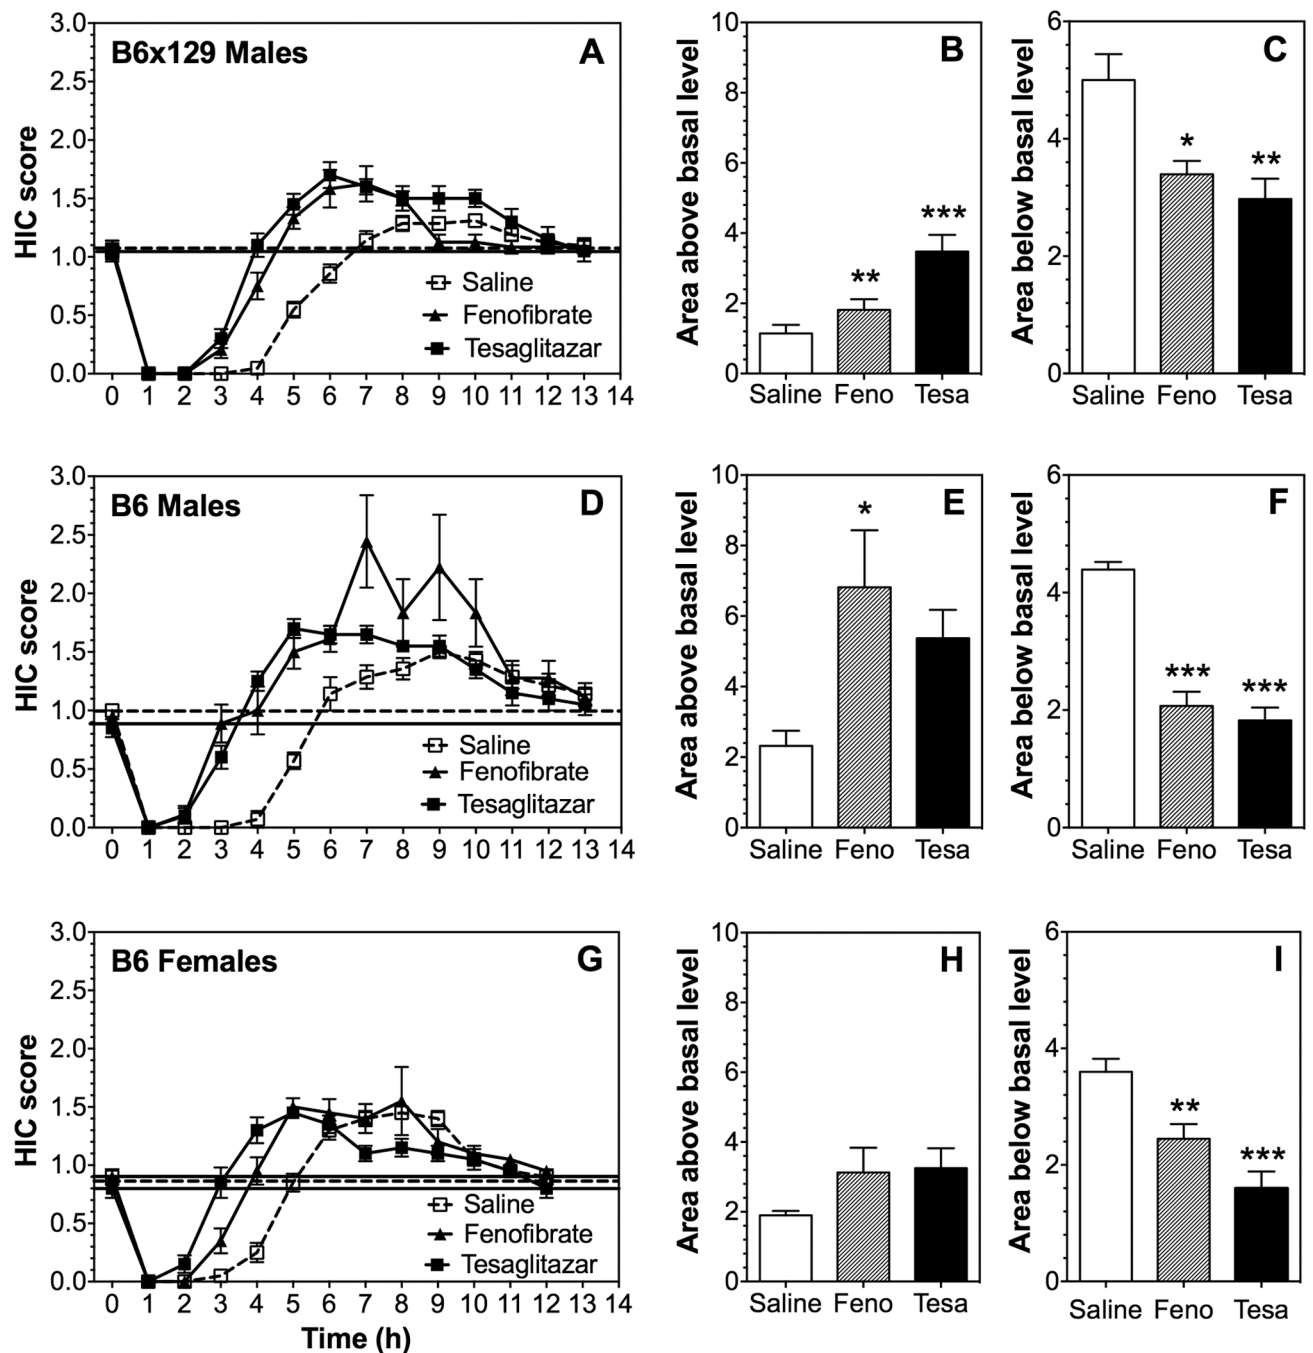 B6x129 Males
A
HIC score
3.0
2.5
2.0
1.5
1.0
0.5
0.0
Saline
Fenofibrate
Tesaglitazar
0 1 2 3 4 5 6 7 8 9 10 11 12 13 14
B
Area above basal level
10
8
6
4
2
0
***
**
Saline Feno Tesa
C
Area below basal level
6
4
2
0
*
**
Saline Feno Tesa
B6 Males
D
HIC score
3.0
2.5
2.0
1.5
1.0
0.5
0.0
Saline
Fenofibrate
Tesaglitazar
0 1 2 3 4 5 6 7 8 9 10 11 12 13 14
E
Area above basal level
10
8
6
4
2
0
*
Saline Feno Tesa
F
Area below basal level
6
4
2
0
***
***
Saline Feno Tesa
B6 Females
G
HIC score
3.0
2.5
2.0
1.5
1.0
0.5
0.0
Saline
Fenofibrate
Tesaglitazar
0 1 2 3 4 5 6 7 8 9 10 11 12 13 14
Time (h)
H
Area above basal level
10
8
6
4
2
0
Saline Feno Tesa
I
Area below basal level
6
4
2
0
**
***
Saline Feno Tesa